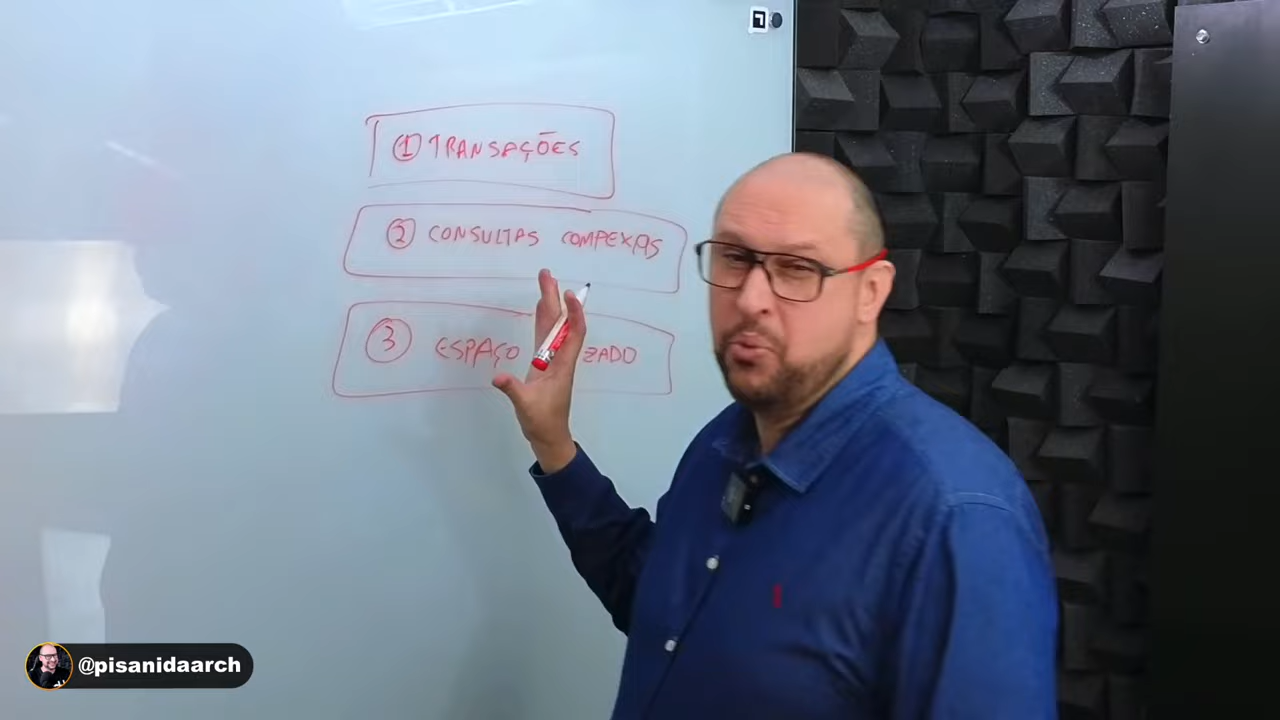 ① TRANSAÇÕES
② CONSULTAS COMPEXAS
③ ESPAÇO ZADO
@pisanidaarch